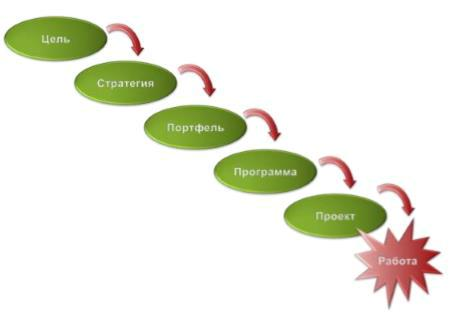 Цель
Стратегия
Портфель
Программа
Проект
Работа